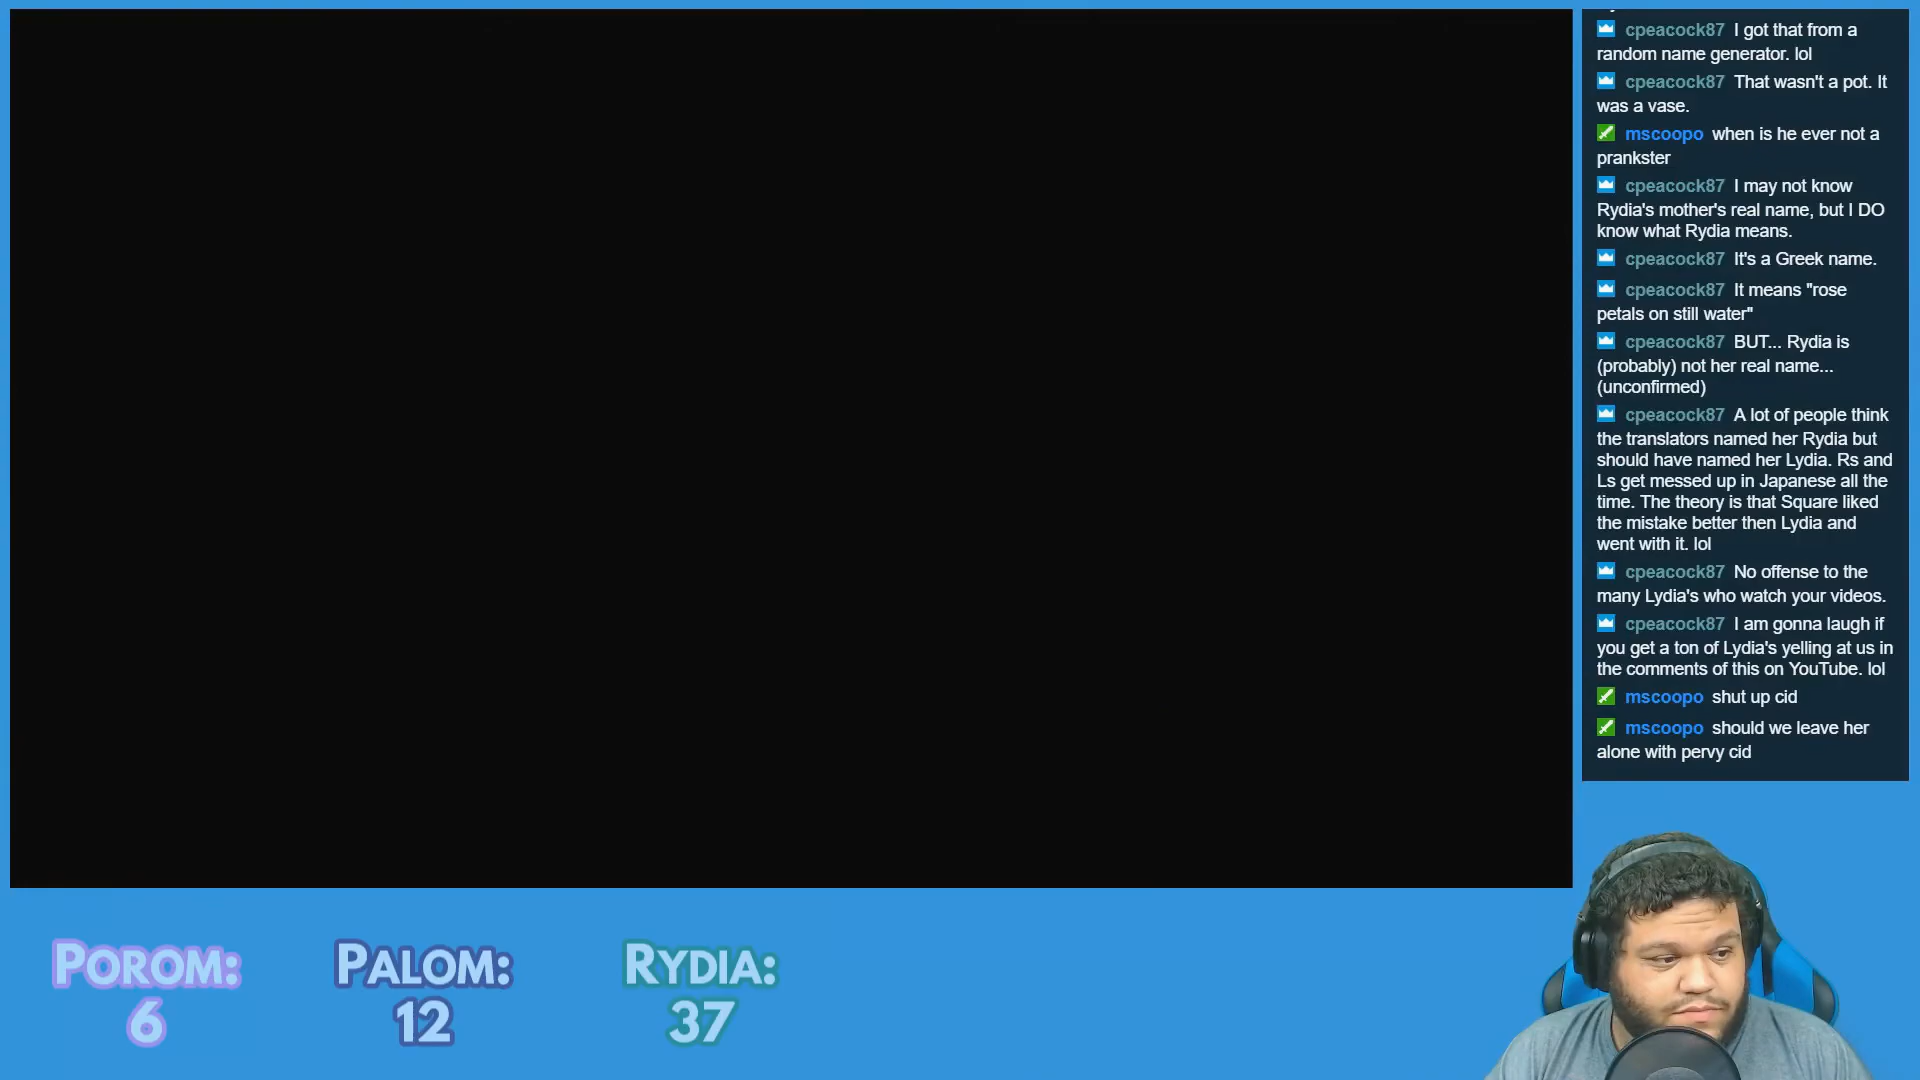 cpeacock87 I got that from a
random name generator. lol
cpeacock87 That wasn't a pot. It
was a vase.
mscoopo when is he ever not a
prankster
cpeacock87 I may not know
Rydia's mother's real name, but I DO
know what Rydia means.
cpeacock87 It's a Greek name.
cpeacock87 It means "rose
petals on still water"
cpeacock87 BUT... Rydia is
(probably) not her real name...
(unconfirmed)
cpeacock87 A lot of people think
the translators named her Rydia but
should have named her Lydia. Rs and
Ls get messed up in Japanese all the
time. The theory is that Square liked
the mistake better then Lydia and
went with it. lol
cpeacock87 No offense to the
many Lydia's who watch your videos.
cpeacock87 I am gonna laugh if
you get a ton of Lydia's yelling at us in
the comments of this on YouTube. lol
mscoopo shut up cid
mscoopo should we leave her
alone with pervy cid
Porom: Palom: Rydia:
6 12 37